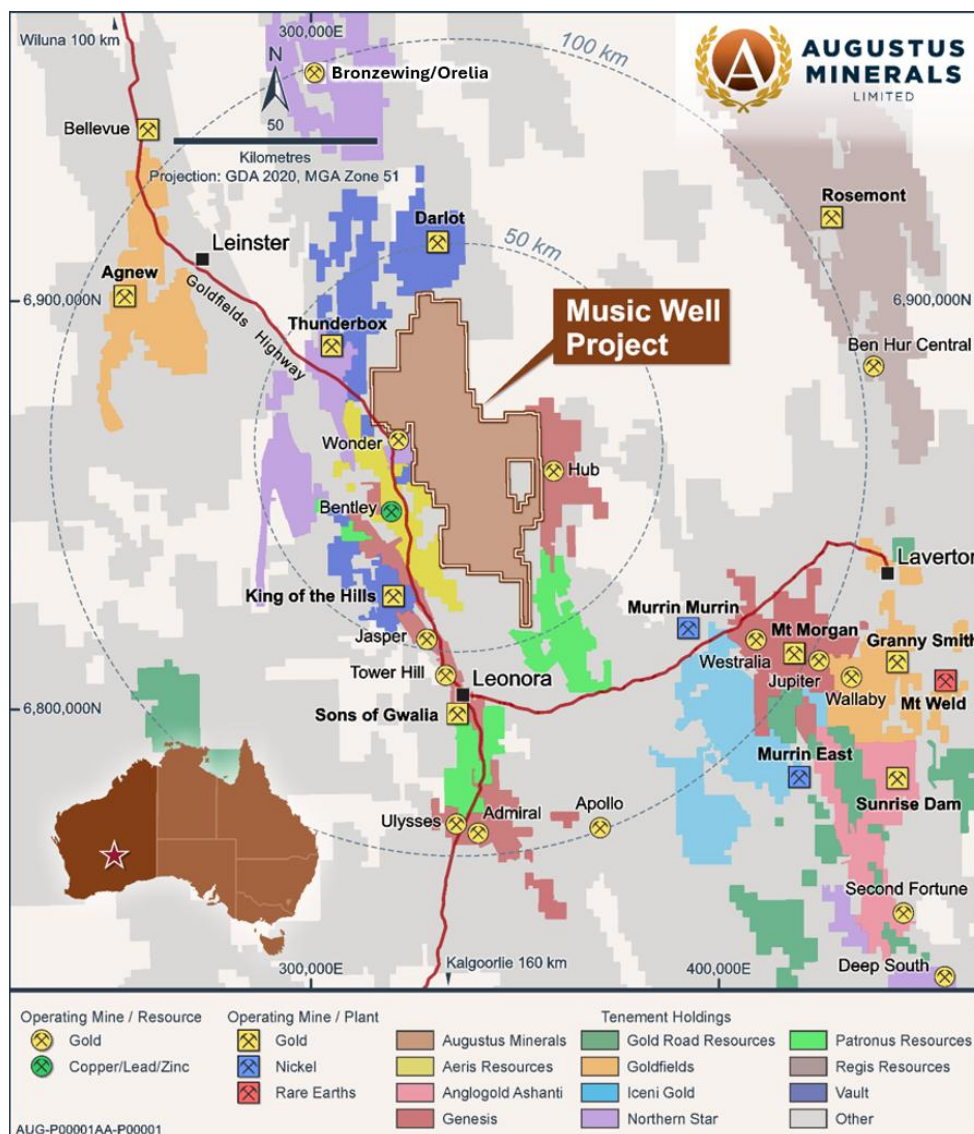 Wiluna 100 km
300,000E
100 km
AUGUSTUS
MINERALS
LIMITED
A
N
Bronzewing/Orelia
50
Kilometres
Projection: GDA 2020, MGA Zone 51
Bellevue
Rosemont
Darlot
Leinster
50 km
Agnew
6,900,000N
6,900,000N
Goldfields Highway
Thunderbox
Music Well
Project
Ben Hur Central
Wonder
Hub
Bentley
Laverton
King of the Hills
Murrin Murrin
Jasper
Westralia
Mt Morgan
Granny Smith
Tower Hill
Jupiter
Wallaby
Leonora
Mt Weld
6,800,000N
Sons of Gwalia
Murrin East
Sunrise Dam
Ulysses
Admiral
Apollo
Second Fortune
300,000E
Kalgoorlie 160 km
400,000E
Deep South
Operating Mine / Resource
Gold
Copper/Lead/Zinc
Operating Mine / Plant
Gold
Nickel
Rare Earths
Tenement Holdings
Augustus Minerals
Aeris Resources
Anglogold Ashanti
Genesis
Gold Road Resources
Goldfields
Iceni Gold
Northern Star
Patronus Resources
Regis Resources
Vault
Other
AUG-P00001AA-P00001